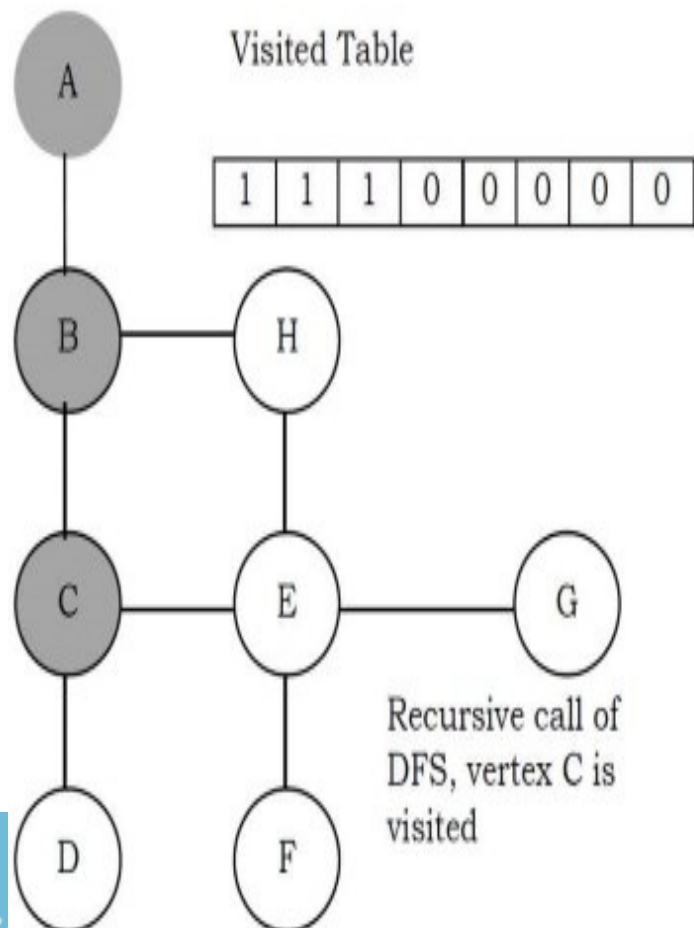 A
Visited Table
1 1 1 0 0 0 0 0
B H
C E G
Recursive call of
DFS, vertex C is
visited
D F